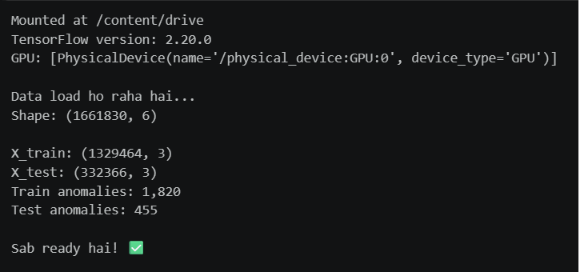 Mounted at /content/drive
TensorFlow version: 2.20.0
GPU: [PhysicalDevice(name='/physical_device:GPU:0', device_type='GPU')]
Data load ho raha hai...
Shape: (1661830, 6)
X_train: (1329464, 3)
X_test: (332366, 3)
Train anomalies: 1,820
Test anomalies: 455
Sab ready hai! ✅